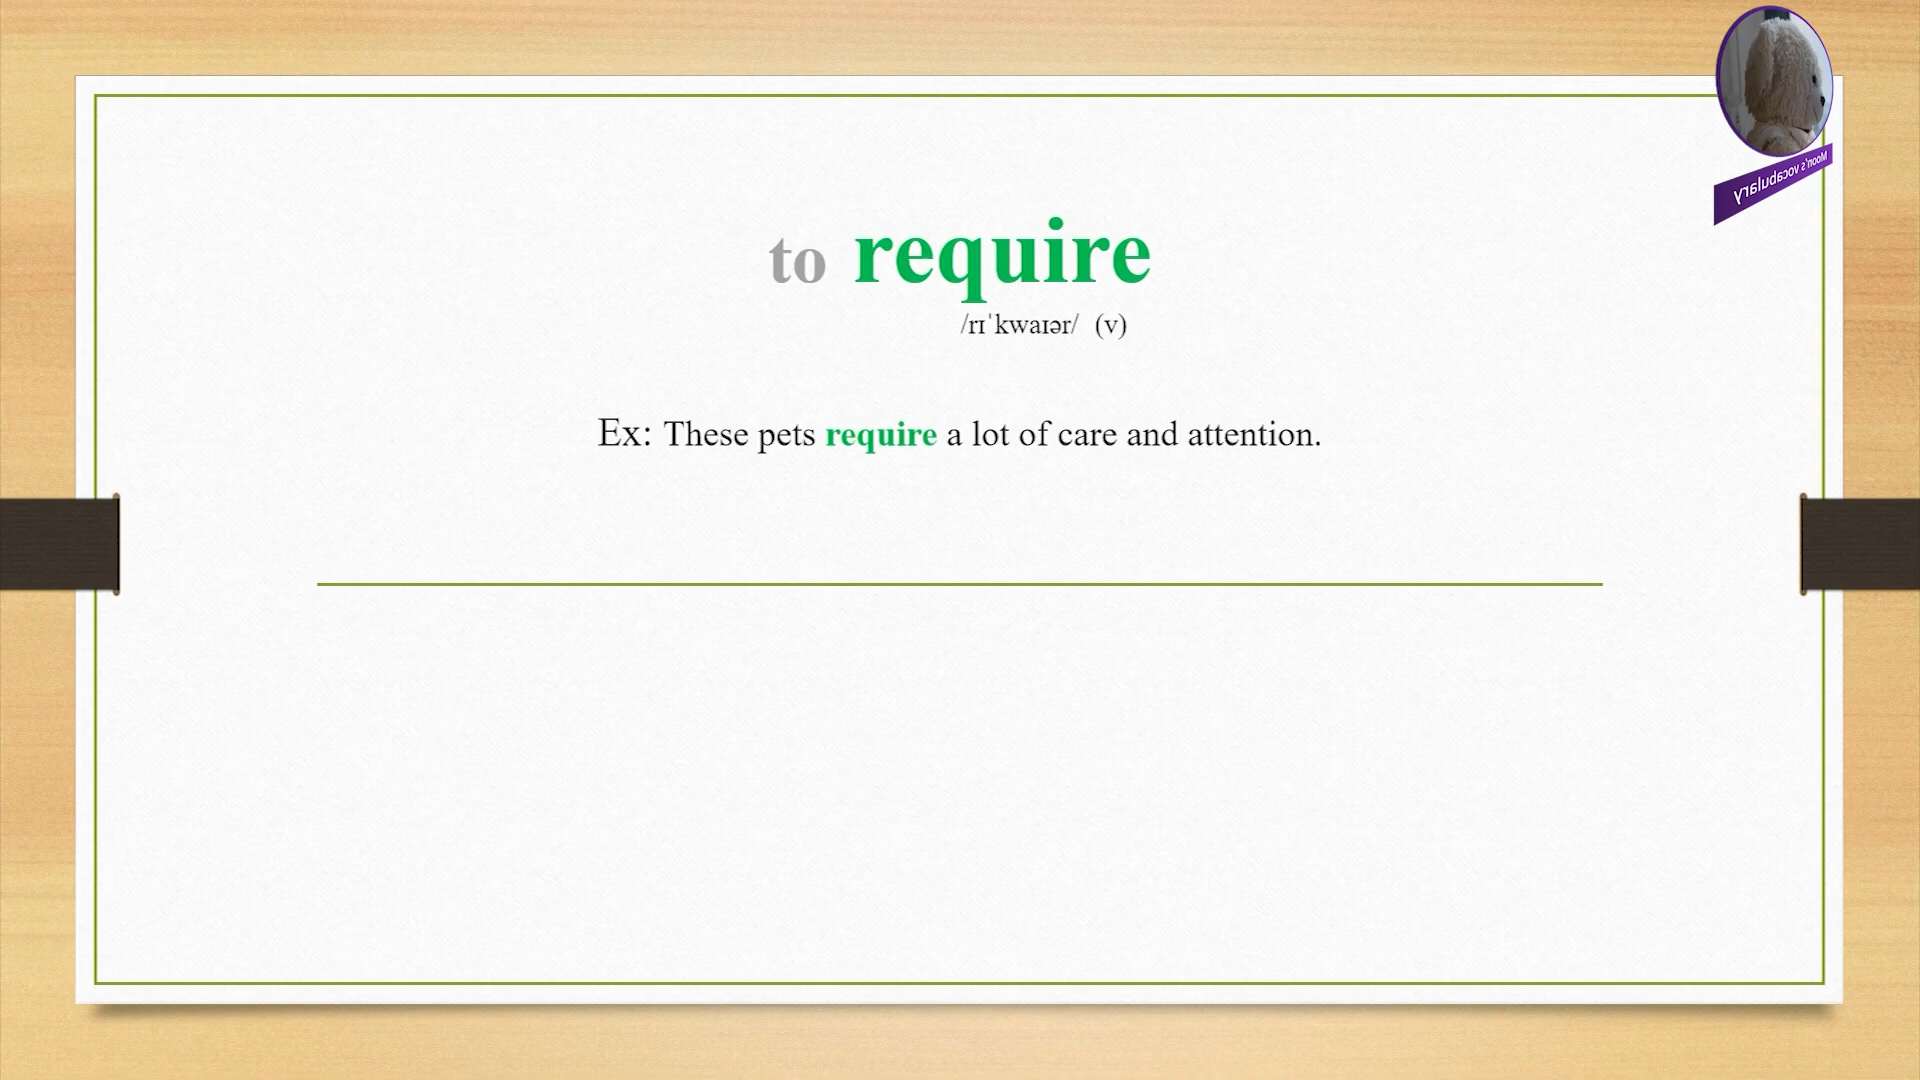 Moon's vocabulary
to require
/rɪˈkwaɪər/ (v)
Ex: These pets require a lot of care and attention.